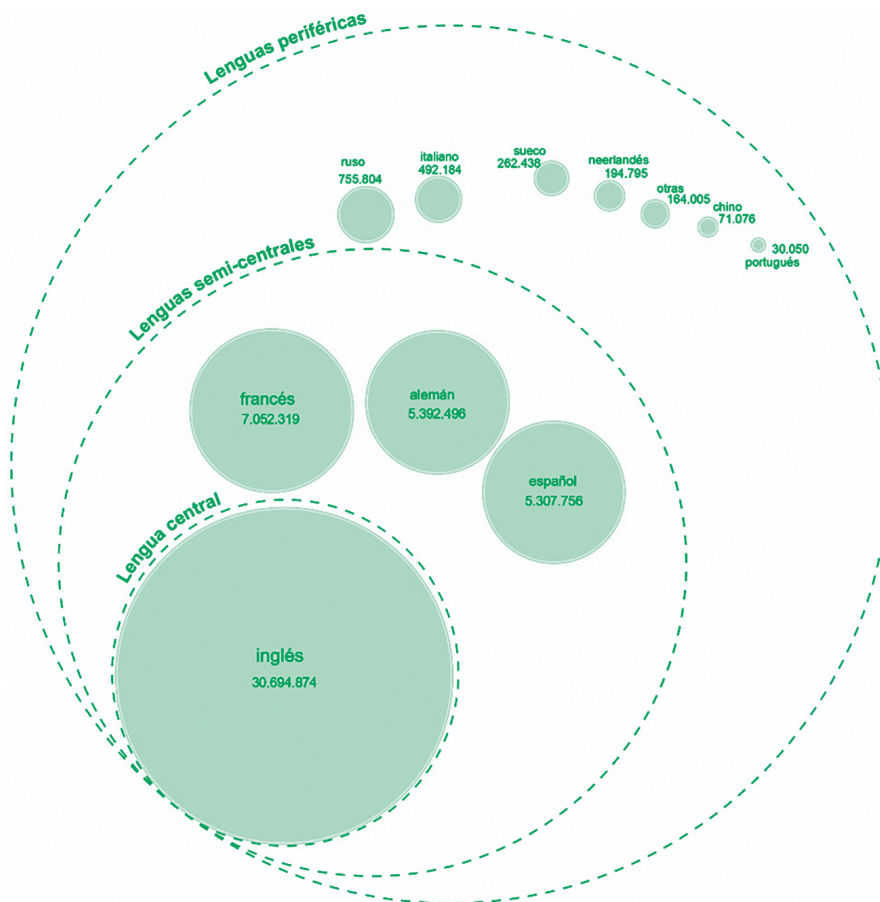 Lenguas periféricas
ruso
755.804
italiano
492.184
sueco
262.438
neerlandés
194.795
otras
164.005
chino
71.076
30.050
portugués
Lenguas semi-centrales
francés
7.052.319
alemán
5.392.496
español
5.307.756
Lengua central
inglés
30.694.874